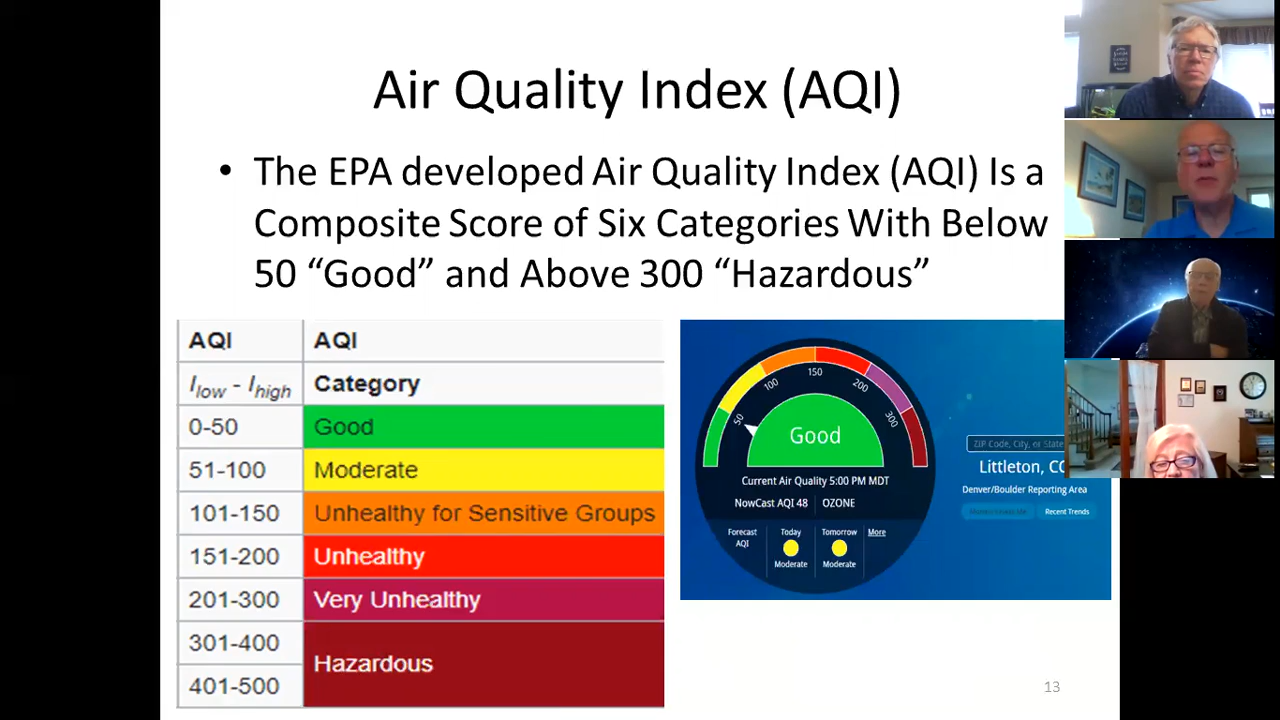 Air Quality Index (AQI)
• The EPA developed Air Quality Index (AQI) Is a
Composite Score of Six Categories With Below
50 “Good” and Above 300 “Hazardous”
AQI AQI
Ilow - Ihigh Category
0-50 Good
51-100 Moderate
101-150 Unhealthy for Sensitive Groups
151-200 Unhealthy
201-300 Very Unhealthy
301-400
Hazardous
401-500
50
100
150
200
300
Good
Current Air Quality 5:00 PM MDT
NowCast AQI 48 OZONE
Forecast
AQI
Today
Moderate
Tomorrow
Moderate
More
ZIP Code, City, or State
Littleton, CO
Denver/Boulder Reporting Area
Recent Trends
13